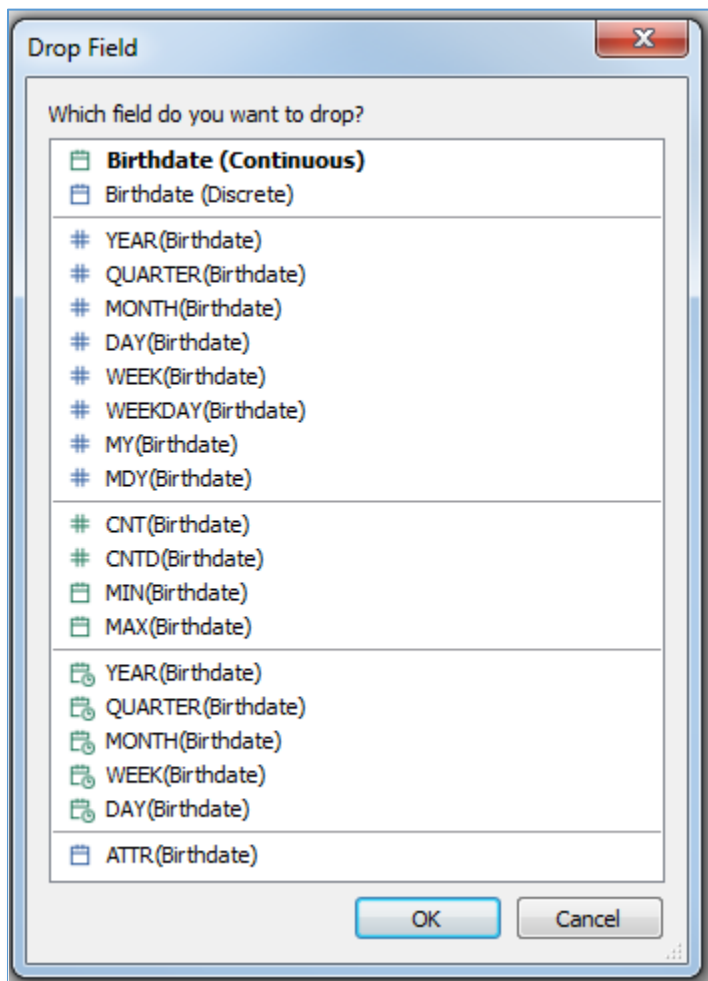 Drop Field
Which field do you want to drop?
Birthdate (Continuous)
Birthdate (Discrete)
YEAR(Birthdate)
QUARTER(Birthdate)
MONTH(Birthdate)
DAY(Birthdate)
WEEK(Birthdate)
WEEKDAY(Birthdate)
MY(Birthdate)
MDY(Birthdate)
CNT(Birthdate)
CNTD(Birthdate)
MIN(Birthdate)
MAX(Birthdate)
YEAR(Birthdate)
QUARTER(Birthdate)
MONTH(Birthdate)
WEEK(Birthdate)
DAY(Birthdate)
ATTR(Birthdate)
OK Cancel